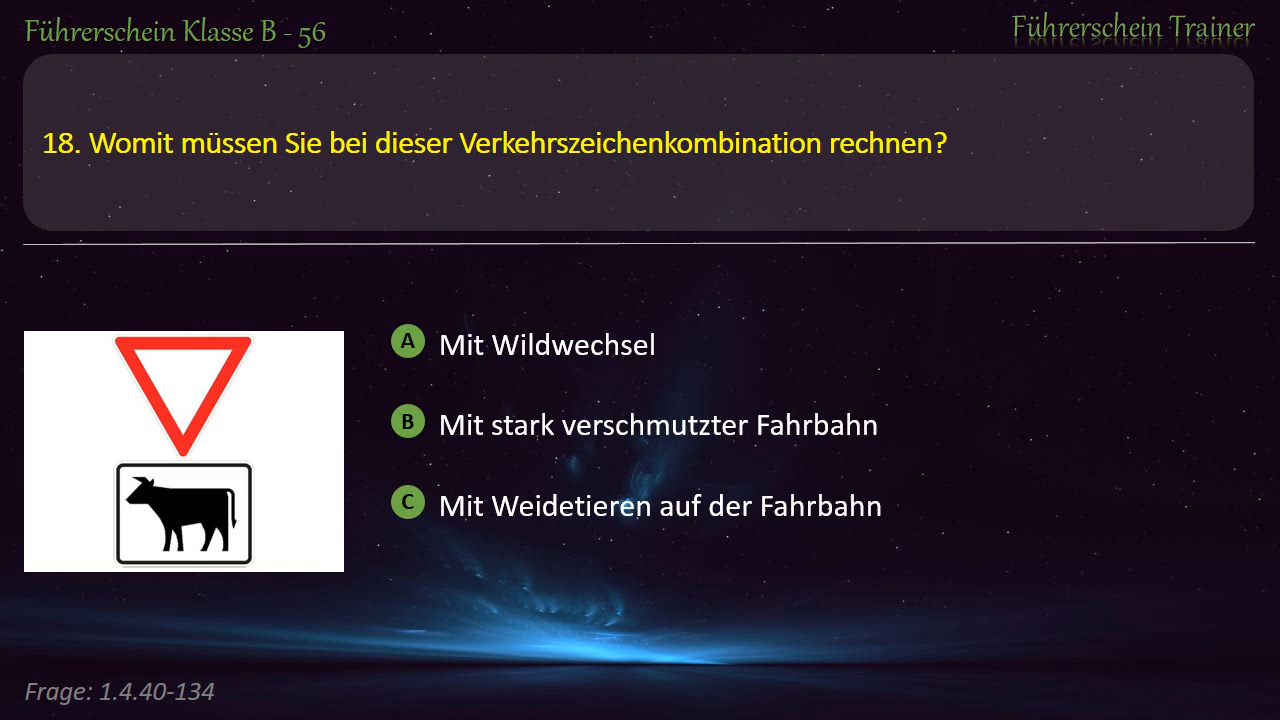 Führerschein Klasse B - 56
Führerschein Trainer
18. Womit müssen Sie bei dieser Verkehrszeichenkombination rechnen?
A Mit Wildwechsel
B Mit stark verschmutzter Fahrbahn
C Mit Weidetieren auf der Fahrbahn
Frage: 1.4.40-134